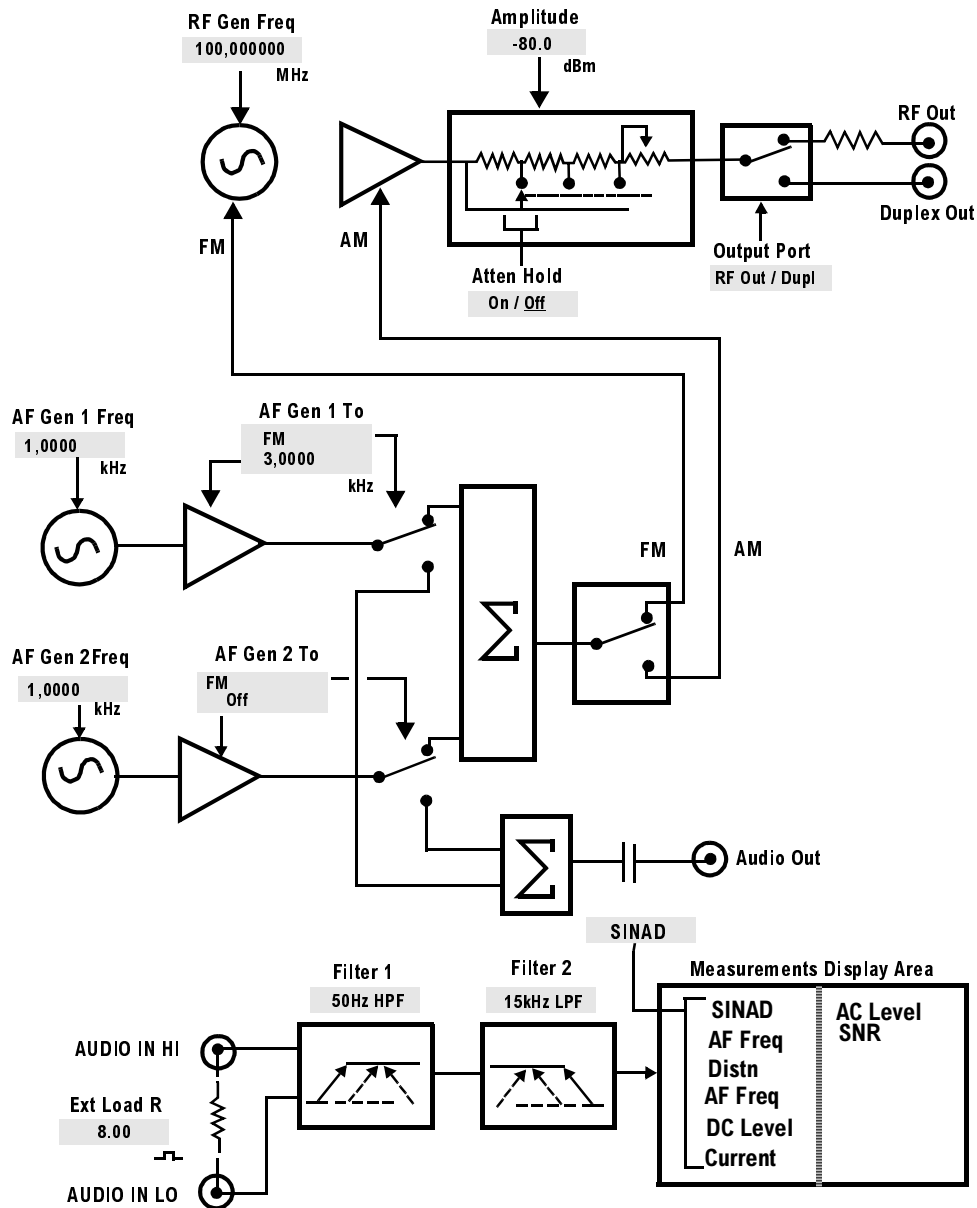 RF Gen Freq
100,000000
MHz
Amplitude
-80.0
dBm
RF Out
Duplex Out
FM
AM
Atten Hold
On / Off
Output Port
RF Out / Dupl
AF Gen 1 Freq
1,0000
kHz
AF Gen 1 To
FM
3,0000
kHz
FM
AM
Σ
AF Gen 2Freq
1,0000
kHz
AF Gen 2 To
FM
Off
Σ
Audio Out
SINAD
Filter 1
50Hz HPF
Filter 2
15kHz LPF
Measurements Display Area
SINAD
AF Freq
Distn
AF Freq
DC Level
Current
AC Level
SNR
AUDIO IN HI
Ext Load R
8.00
AUDIO IN LO